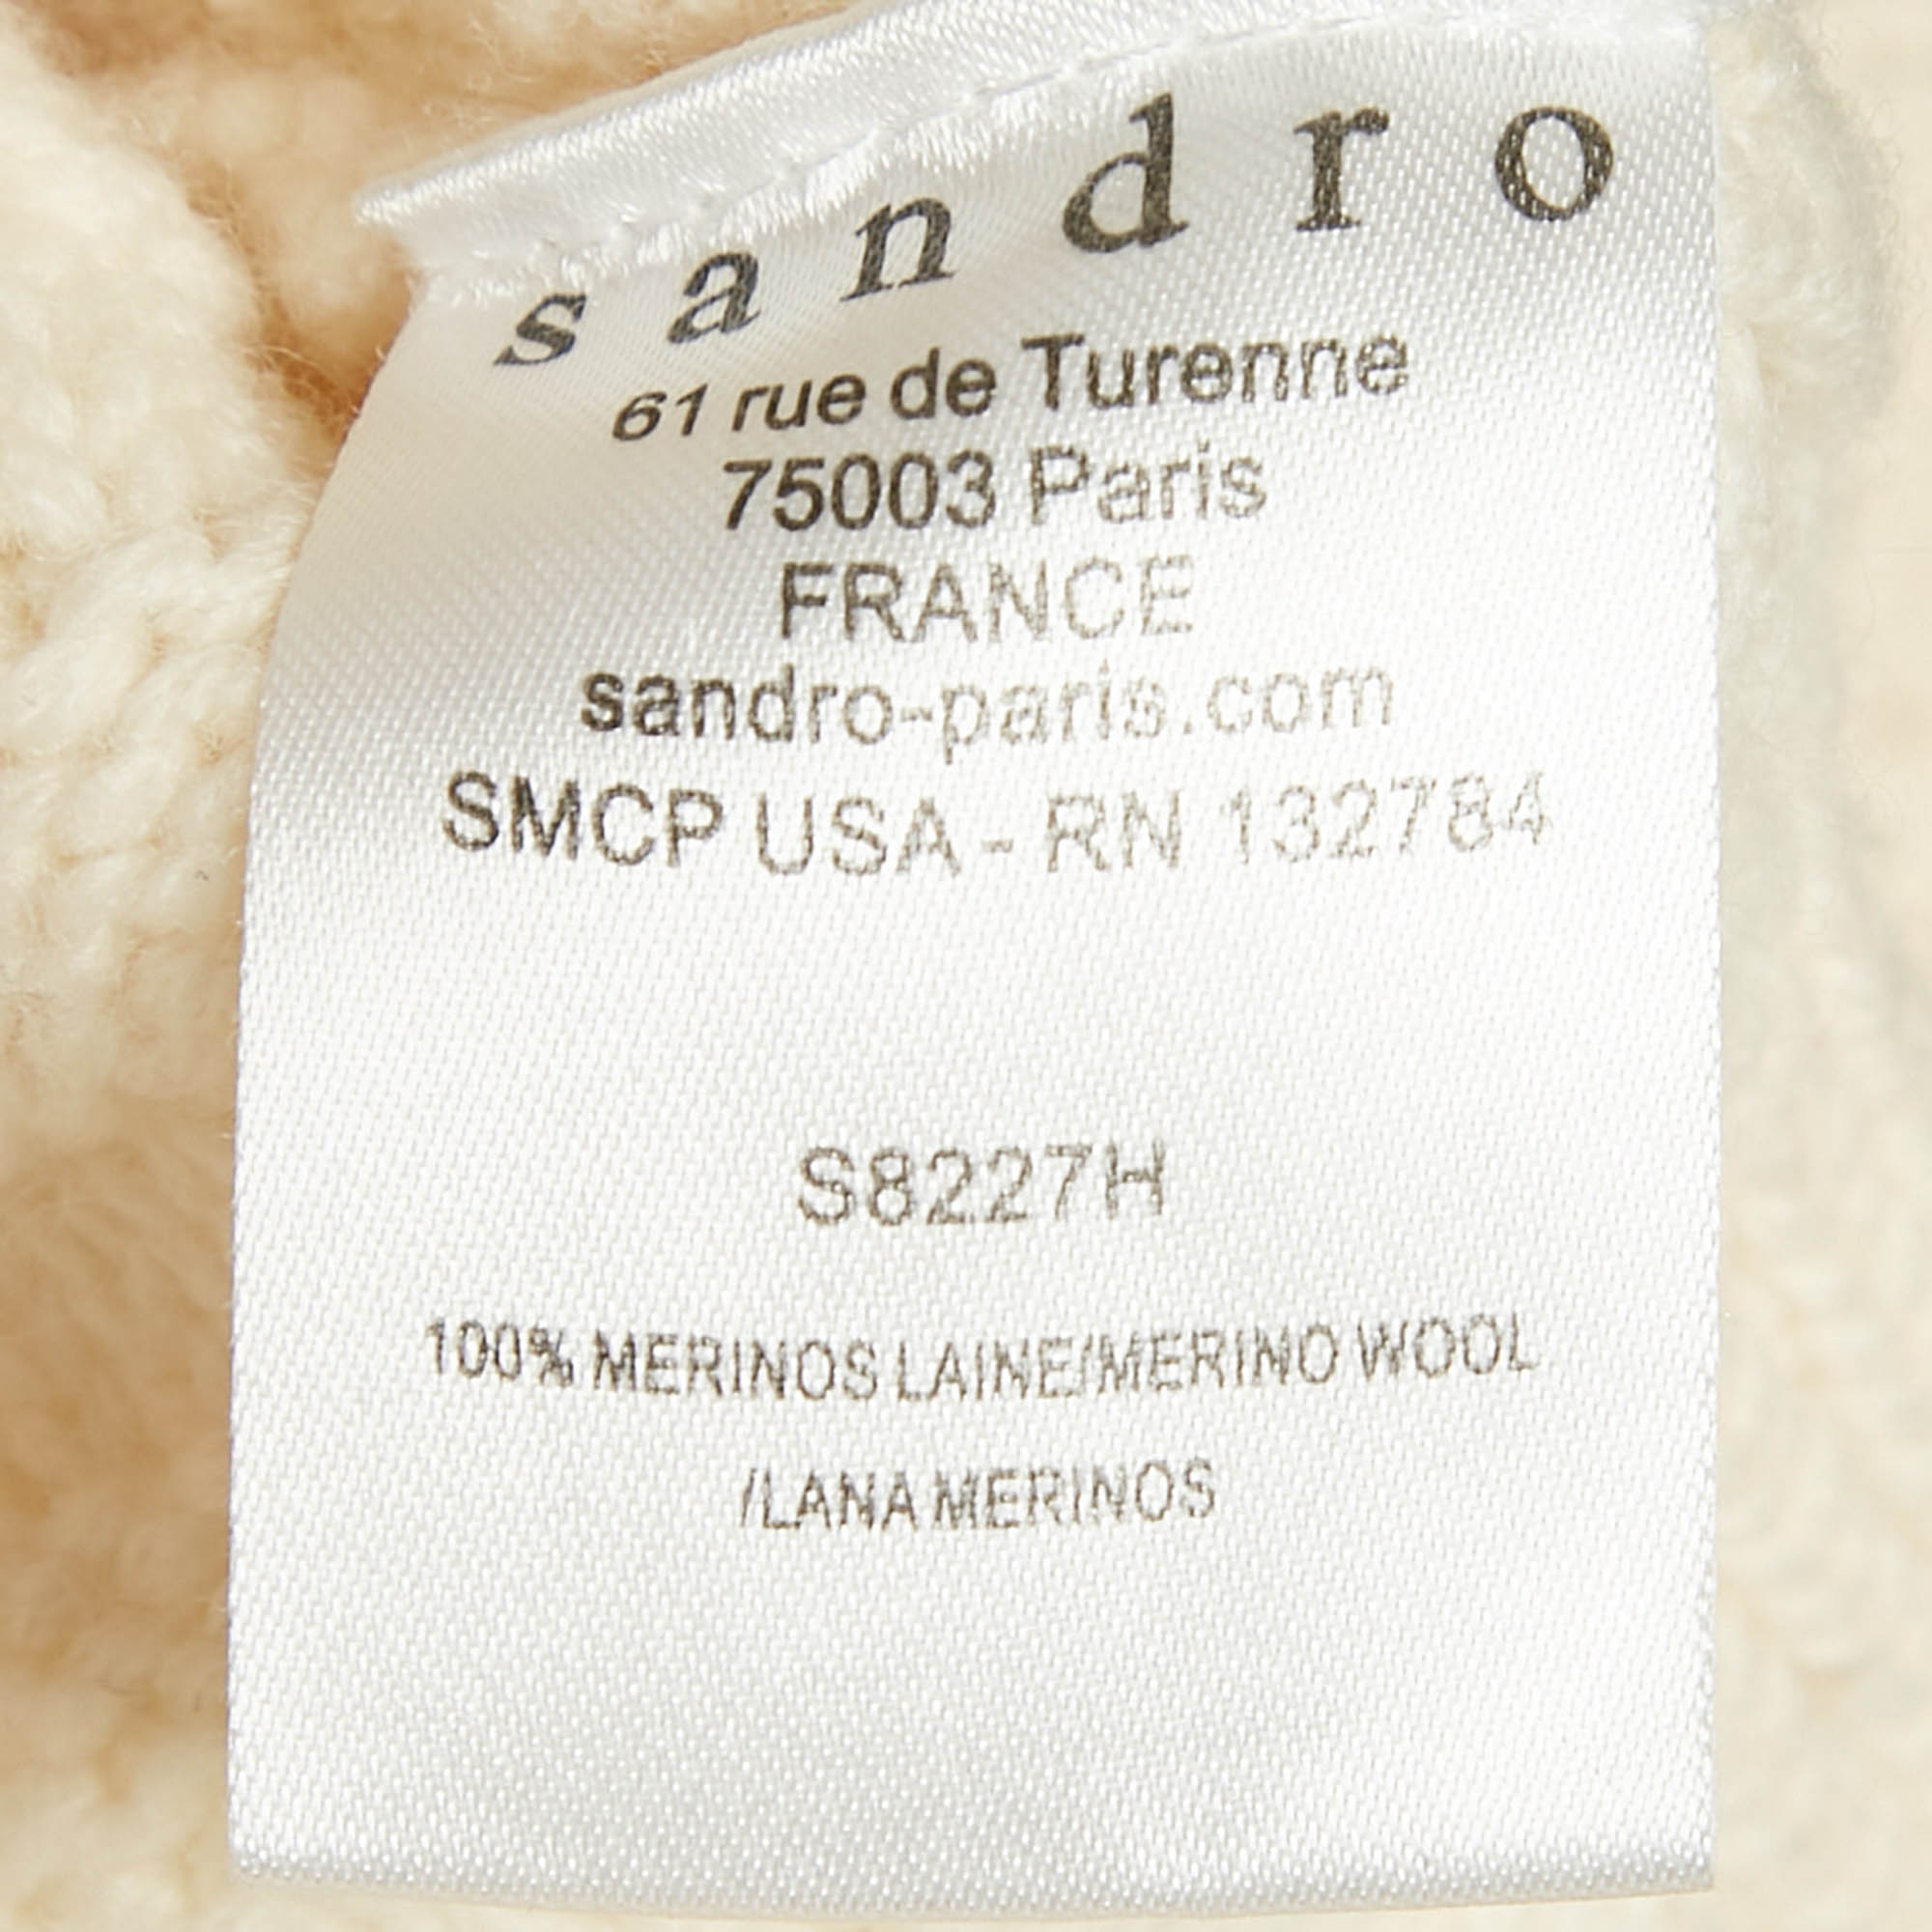 sandro
61 rue de Turenne
75003 Paris
FRANCE
sandro-paris.com
SMCP USA - RN 132784
S8227H
100% MERINOS LAINE/MERINO WOOL
/LANA MERINOS